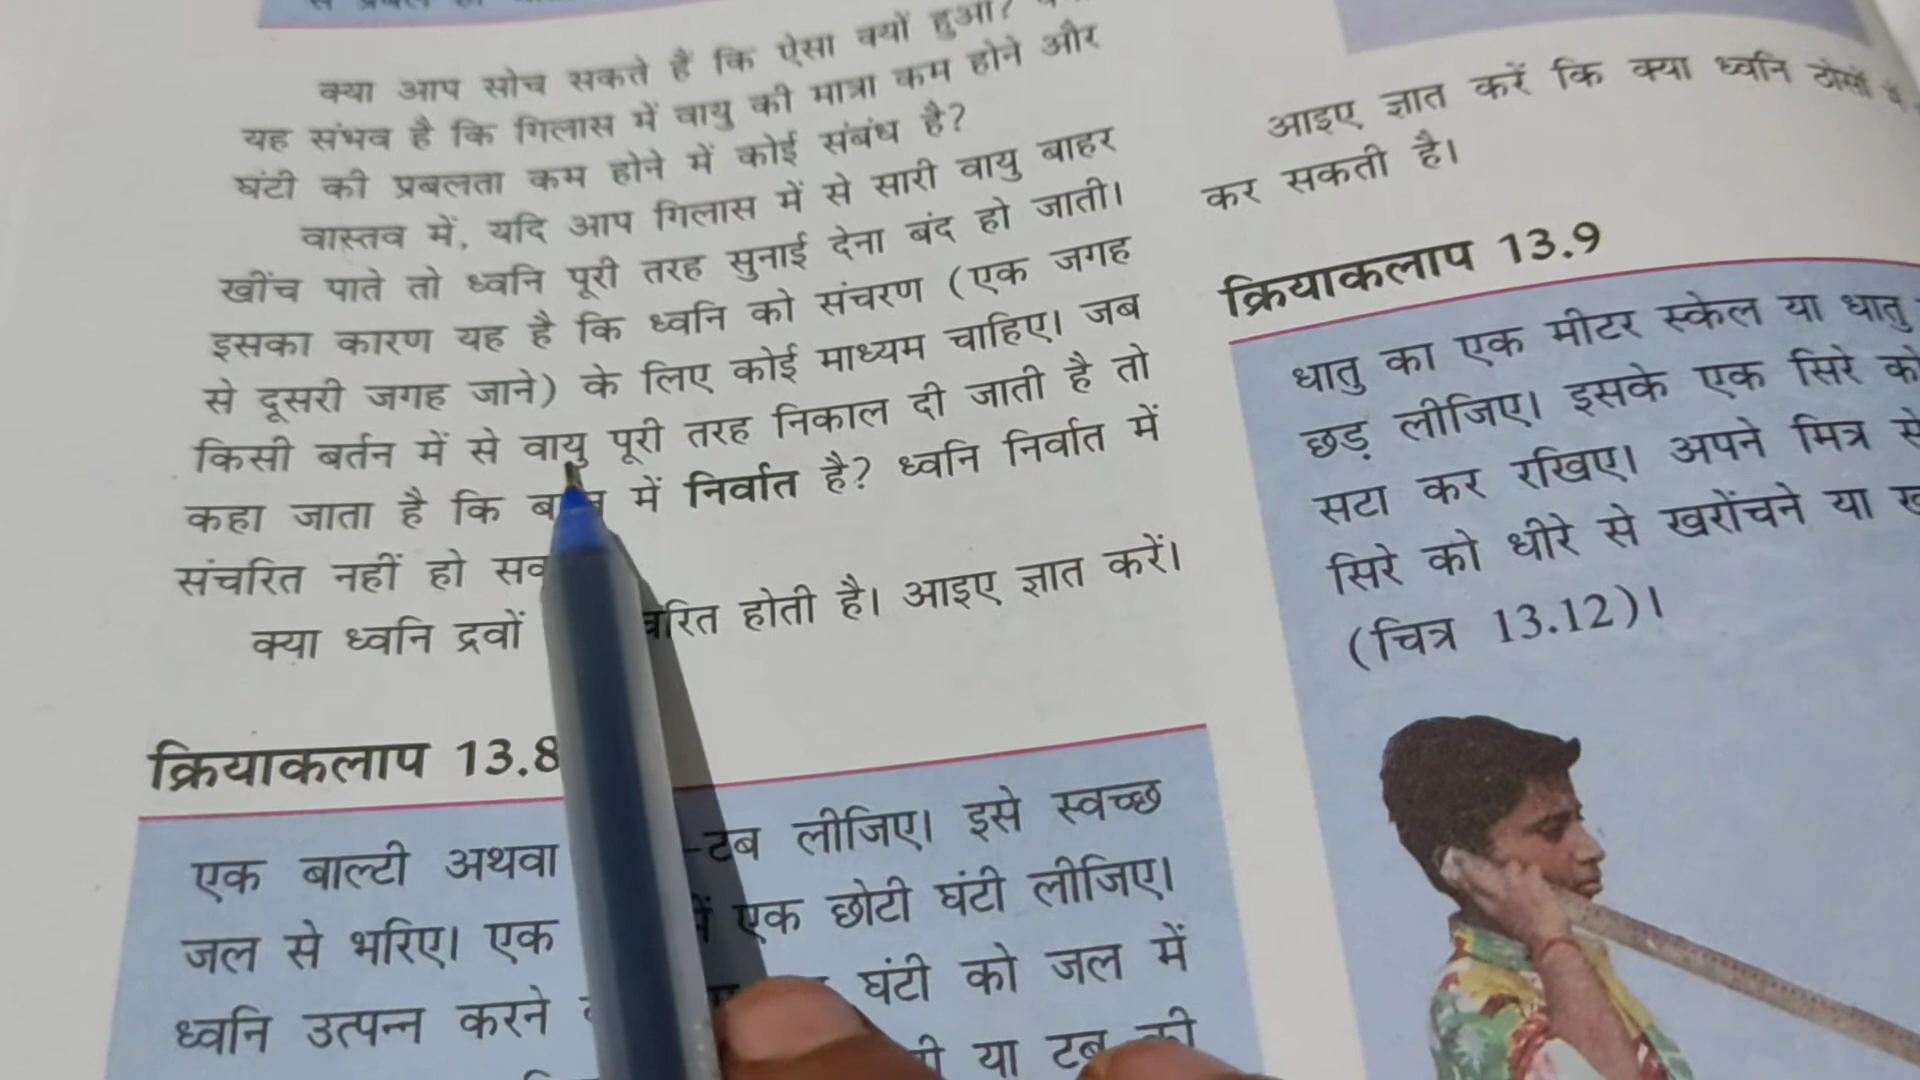 क्या आप सोच सकते हैं कि ऐसा क्यों हुआ?
यह संभव है कि गिलास में वायु की मात्रा कम होने और
घंटी की प्रबलता कम होने में कोई संबंध है?
वास्तव में, यदि आप गिलास में से सारी वायु बाहर
खींच पाते तो ध्वनि पूरी तरह सुनाई देना बंद हो जाती।
इसका कारण यह है कि ध्वनि को संचरण (एक जगह
से दूसरी जगह जाने) के लिए कोई माध्यम चाहिए। जब
किसी बर्तन में से वायु पूरी तरह निकाल दी जाती है तो
कहा जाता है कि में निर्वात है? ध्वनि निर्वात में
संचरित नहीं हो
क्या ध्वनि द्रवों होती है। आइए ज्ञात करें।
क्रियाकलाप 13.8
एक बाल्टी अथवा -टब लीजिए। इसे स्वच्छ
जल से भरिए। एक में एक छोटी घंटी लीजिए।
ध्वनि उत्पन्न करने घंटी को जल में
या टब की
आइए ज्ञात करें कि क्या ध्वनि ठोसों
कर सकती है।
क्रियाकलाप 13.9
धातु का एक मीटर स्केल या धातु
छड़ लीजिए। इसके एक सिरे को
सटा कर रखिए। अपने मित्र से
सिरे को धीरे से खरोंचने या
(चित्र 13.12)।